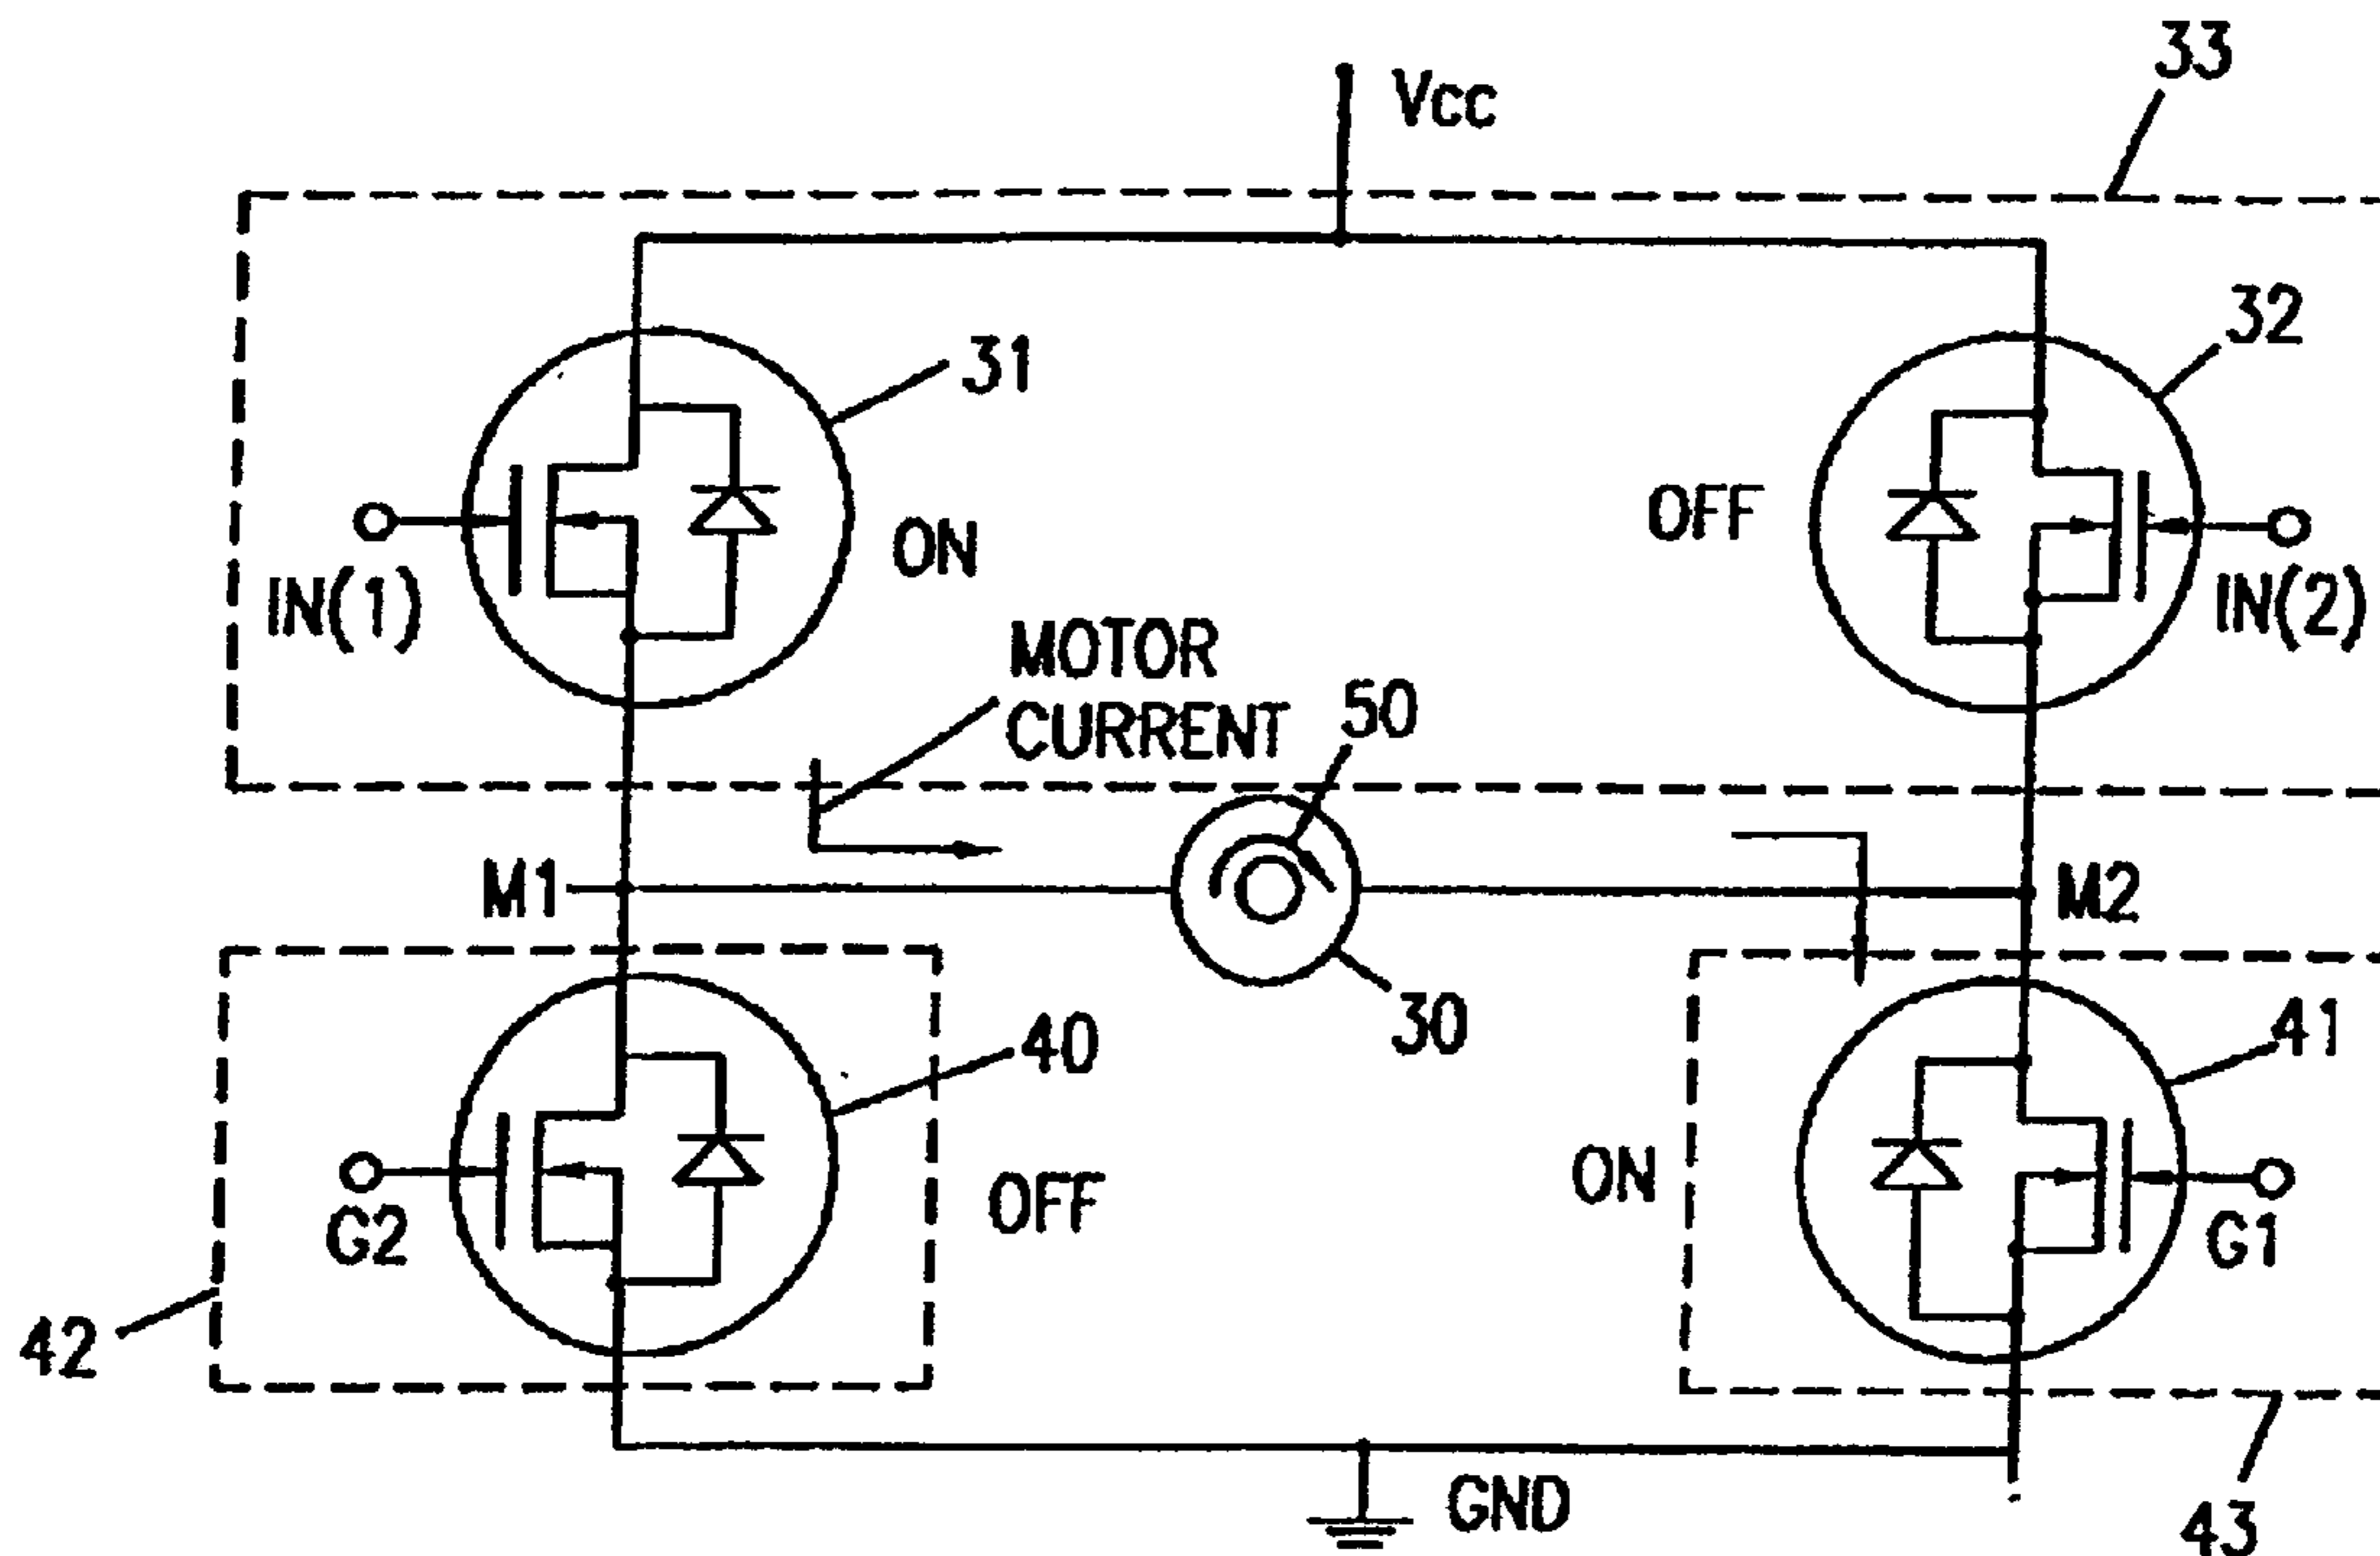 33
VCC
32
31
OFF
ON
IN(1)
IN(2)
MOTOR
CURRENT
50
M1
M2
30
40
41
ON
OFF
G2
G1
42
GND
43